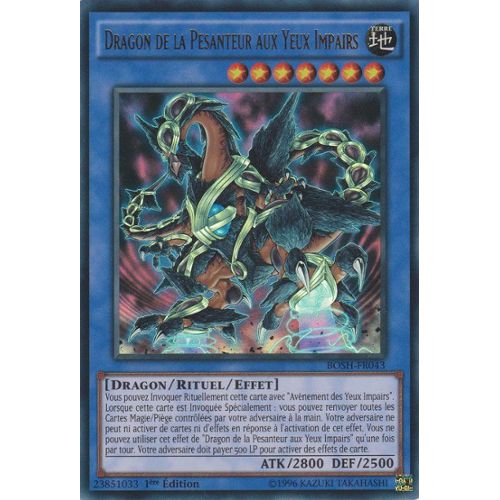 DRAGON DE LA PESANTEUR AUX YEUX IMPAIRS
TERRE
地
BOSH-FR043
[DRAGON/RITUEL/EFFET]
Vous pouvez Invoquer Rituellement cette carte avec "Avènement des Yeux Impairs".
Lorsque cette carte est Invoquée Spécialement : vous pouvez renvoyer toutes les
Cartes Magie/Piège contrôlées par votre adversaire à la main. Votre adversaire ne
peut ni activer de cartes ni d'effets en réponse à l'activation de cet effet. Vous ne
pouvez utiliser cet effet de "Dragon de la Pesanteur aux Yeux Impairs" qu'une fois
par tour. Votre adversaire doit payer 500 LP pour activer des cartes et des effets.
ATK/2800 DEF/2500
23851033 1ère Édition ©1996 KAZUKI TAKAHASHI